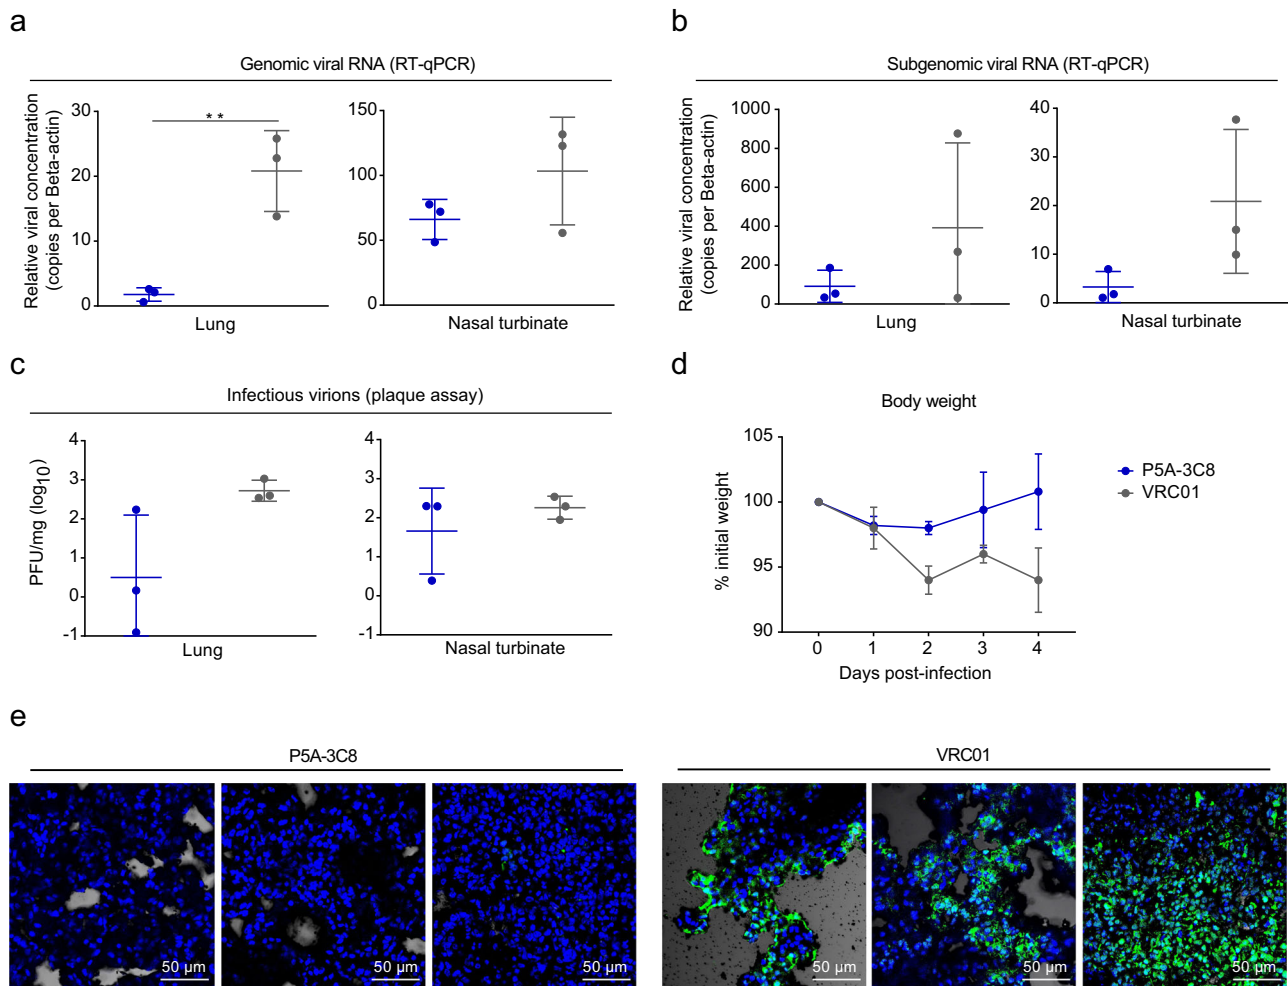 a
b
Genomic viral RNA (RT-qPCR)
Subgenomic viral RNA (RT-qPCR)
Relative viral concentration
(copies per Beta-actin)
30
20
10
0
**
Lung
150
100
50
0
Nasal turbinate
Relative viral concentration
(copies per Beta-actin)
1000
800
600
400
200
0
Lung
40
30
20
10
0
Nasal turbinate
c
d
Infectious virions (plaque assay)
PFU/mg (log10)
4
3
2
1
0
-1
Lung
4
3
2
1
0
-1
Nasal turbinate
Body weight
% initial weight
105
100
95
90
0 1 2 3 4
Days post-infection
P5A-3C8
VRC01
e
P5A-3C8
VRC01
50 µm
50 µm
50 µm
50 µm
50 µm
50 µm